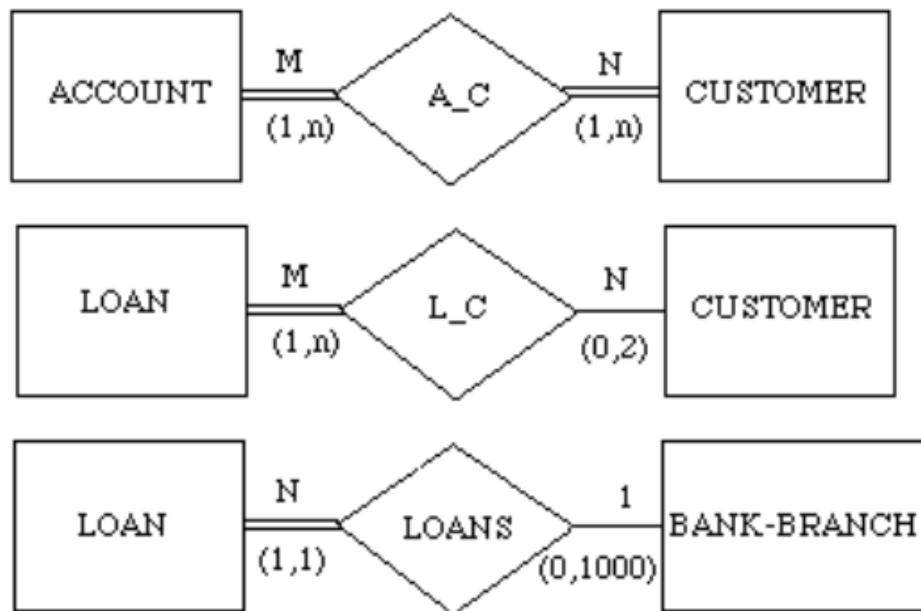 M N
ACCOUNT A_C CUSTOMER
(1,n) (1,n)
M N
LOAN L_C CUSTOMER
(1,n) (0,2)
N 1
LOAN LOANS BANK-BRANCH
(1,1) (0,1000)